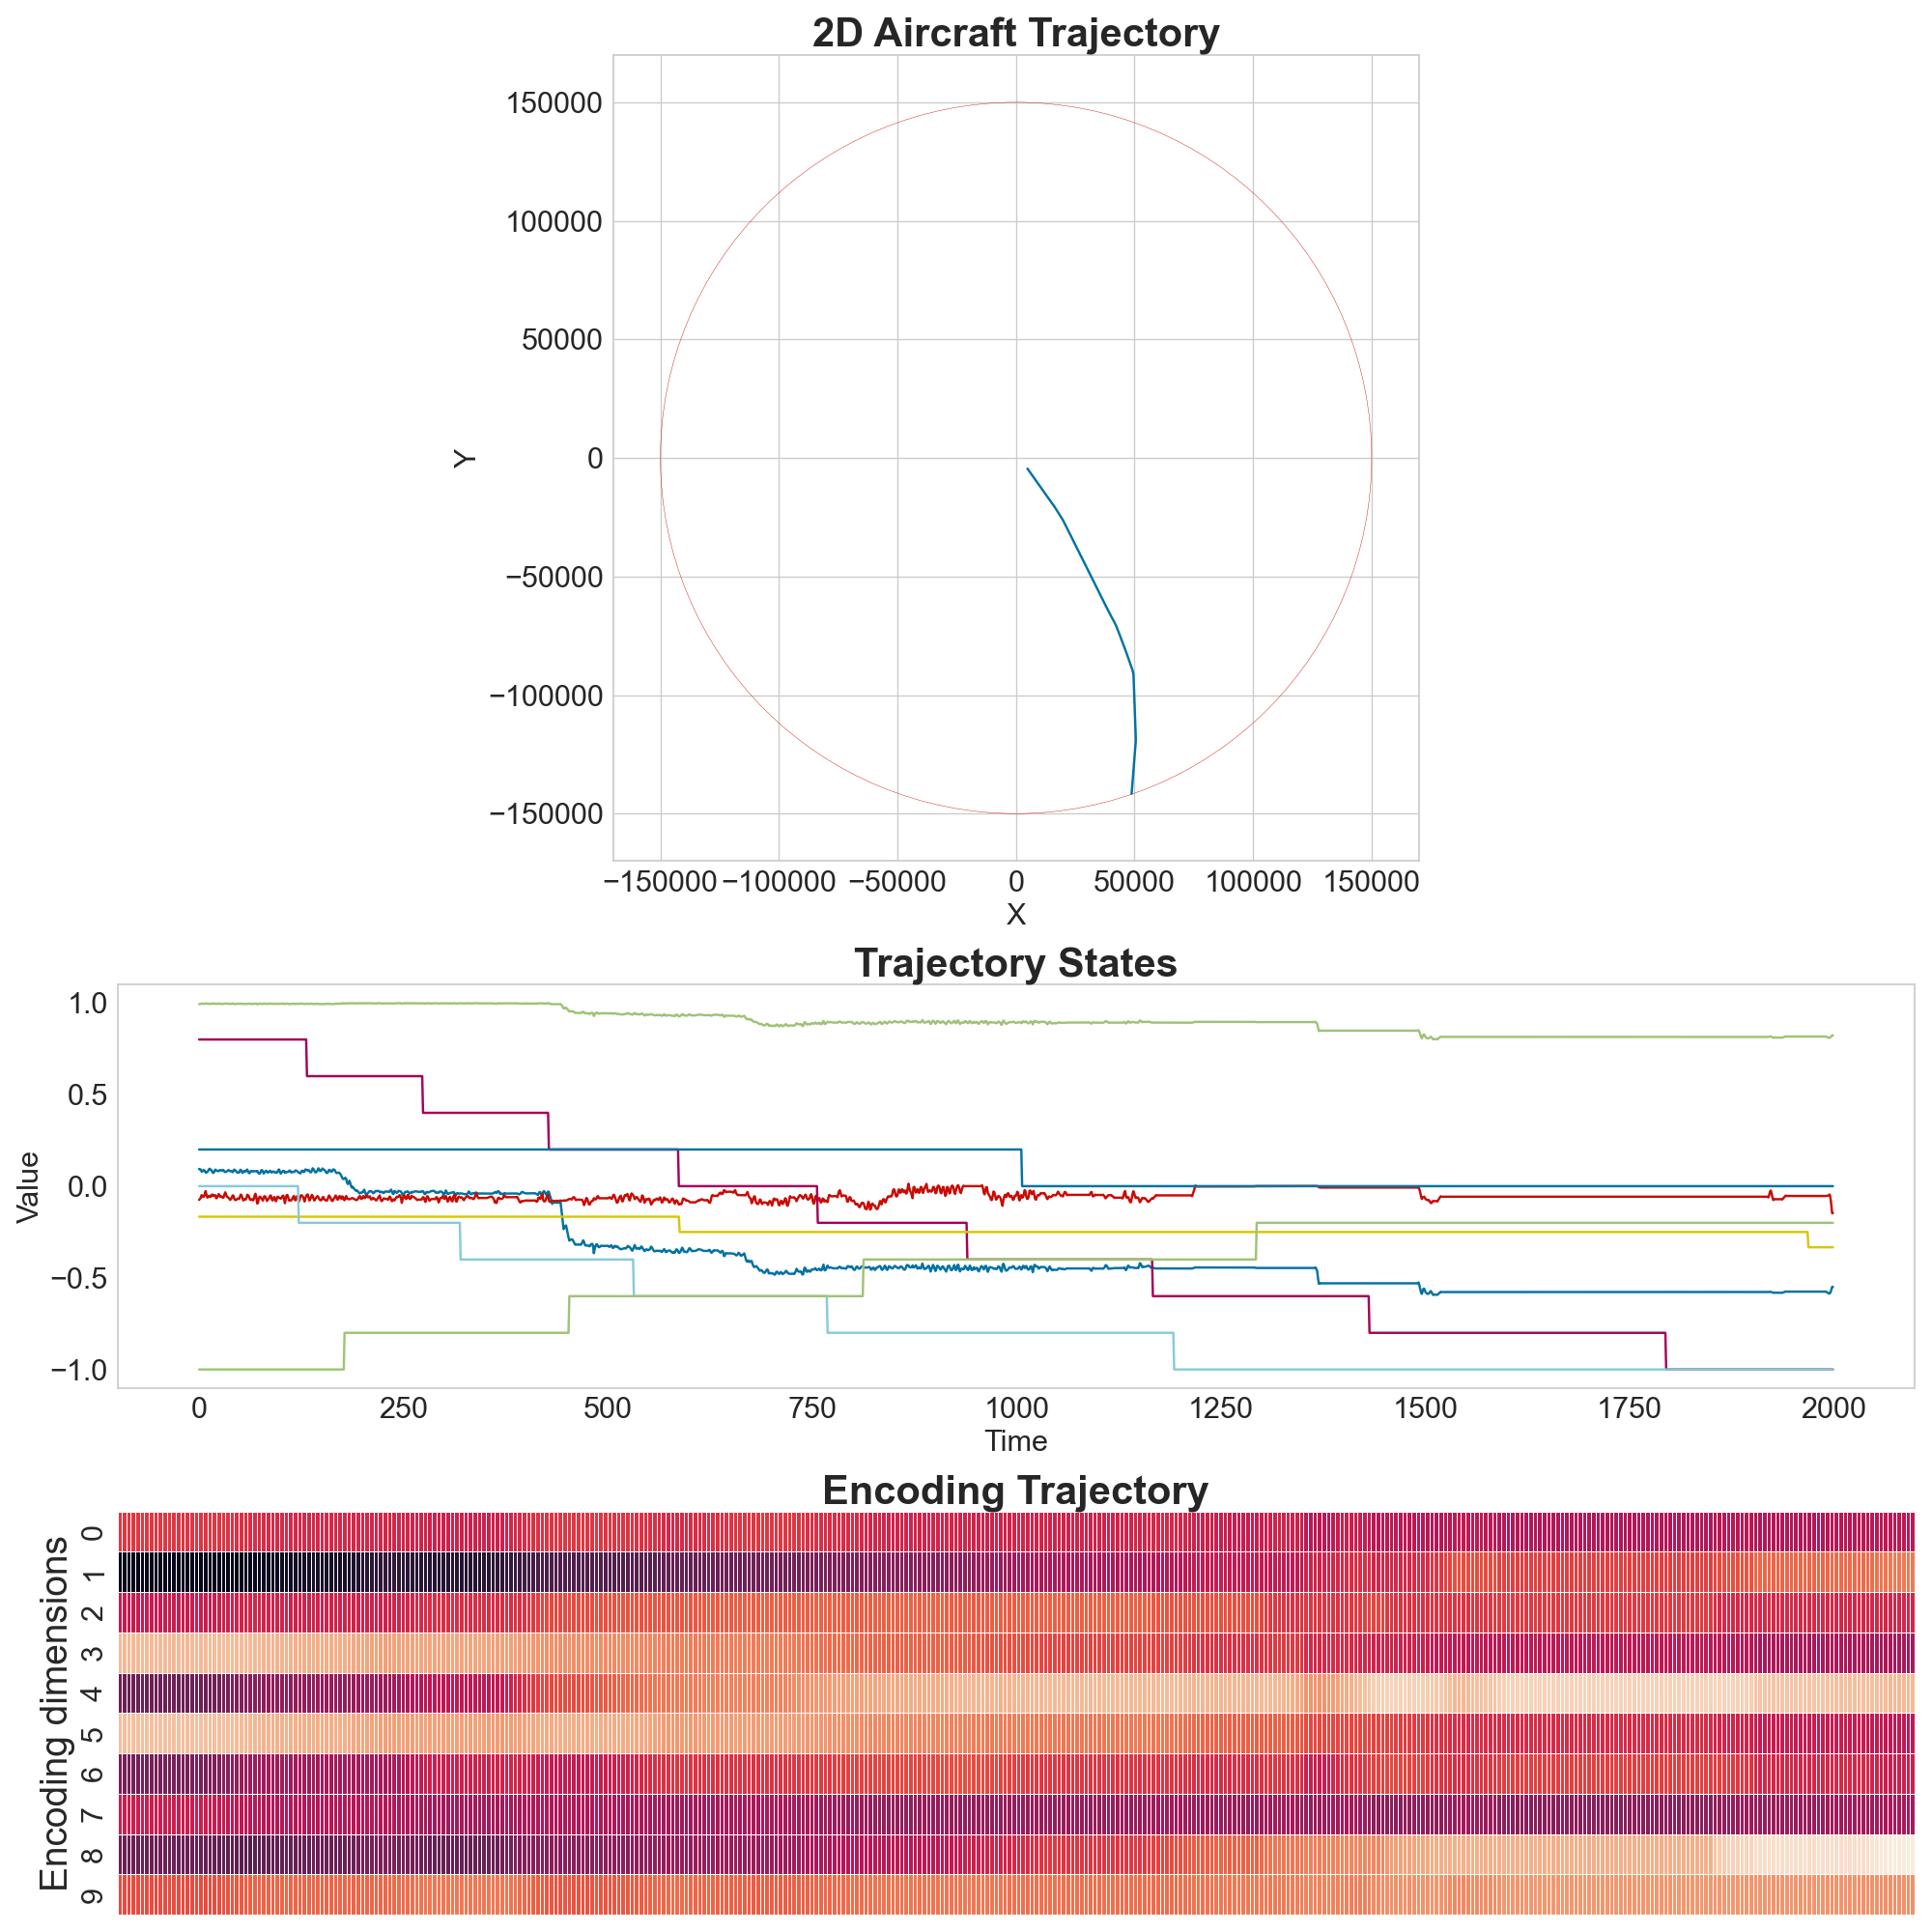 2D Aircraft Trajectory
150000
100000
50000
0
−50000
−100000
−150000
Y
−150000 −100000 −50000 0 50000 100000 150000
X
Trajectory States
1.0
0.5
0.0
−0.5
−1.0
Value
0 250 500 750 1000 1250 1500 1750 2000
Time
Encoding Trajectory
Encoding dimensions
0
1
2
3
4
5
6
7
8
9